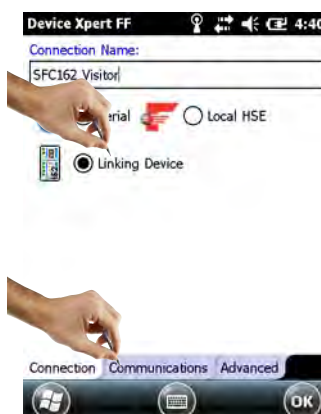 Device Xpert FF 4:40
Connection Name:
SFC162 Visitor
erial Local HSE
Linking Device
Connection Communications Advanced
OK